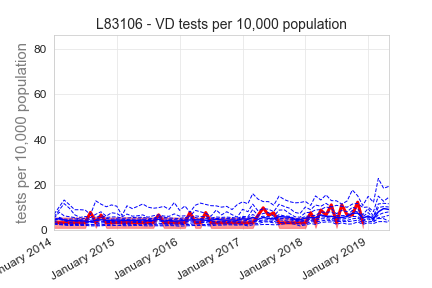 L83106 - VD tests per 10,000 population
tests per 10,000 population
80
60
40
20
0
2014
January 2015
January 2016
January 2017
January 2018
January 2019